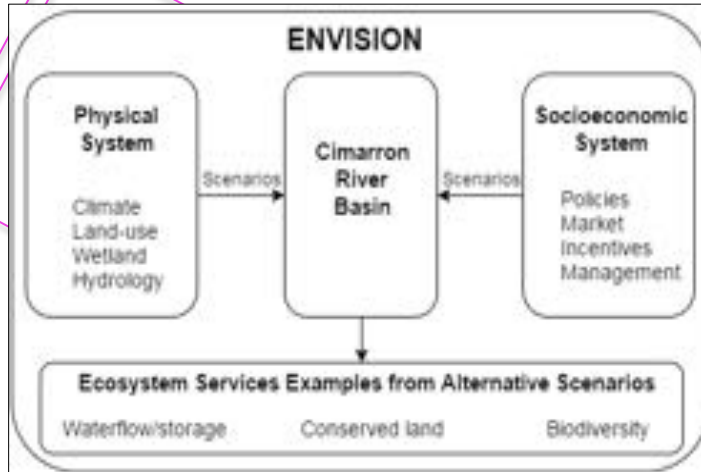 ENVISION
Physical
System
Climate
Land-use
Wetland
Hydrology
Scenarios
Cimarron
River
Basin
Scenarios
Socioeconomic
System
Policies
Market
Incentives
Management
Ecosystem Services Examples from Alternative Scenarios
Waterflow/storage Conserved land Biodiversity